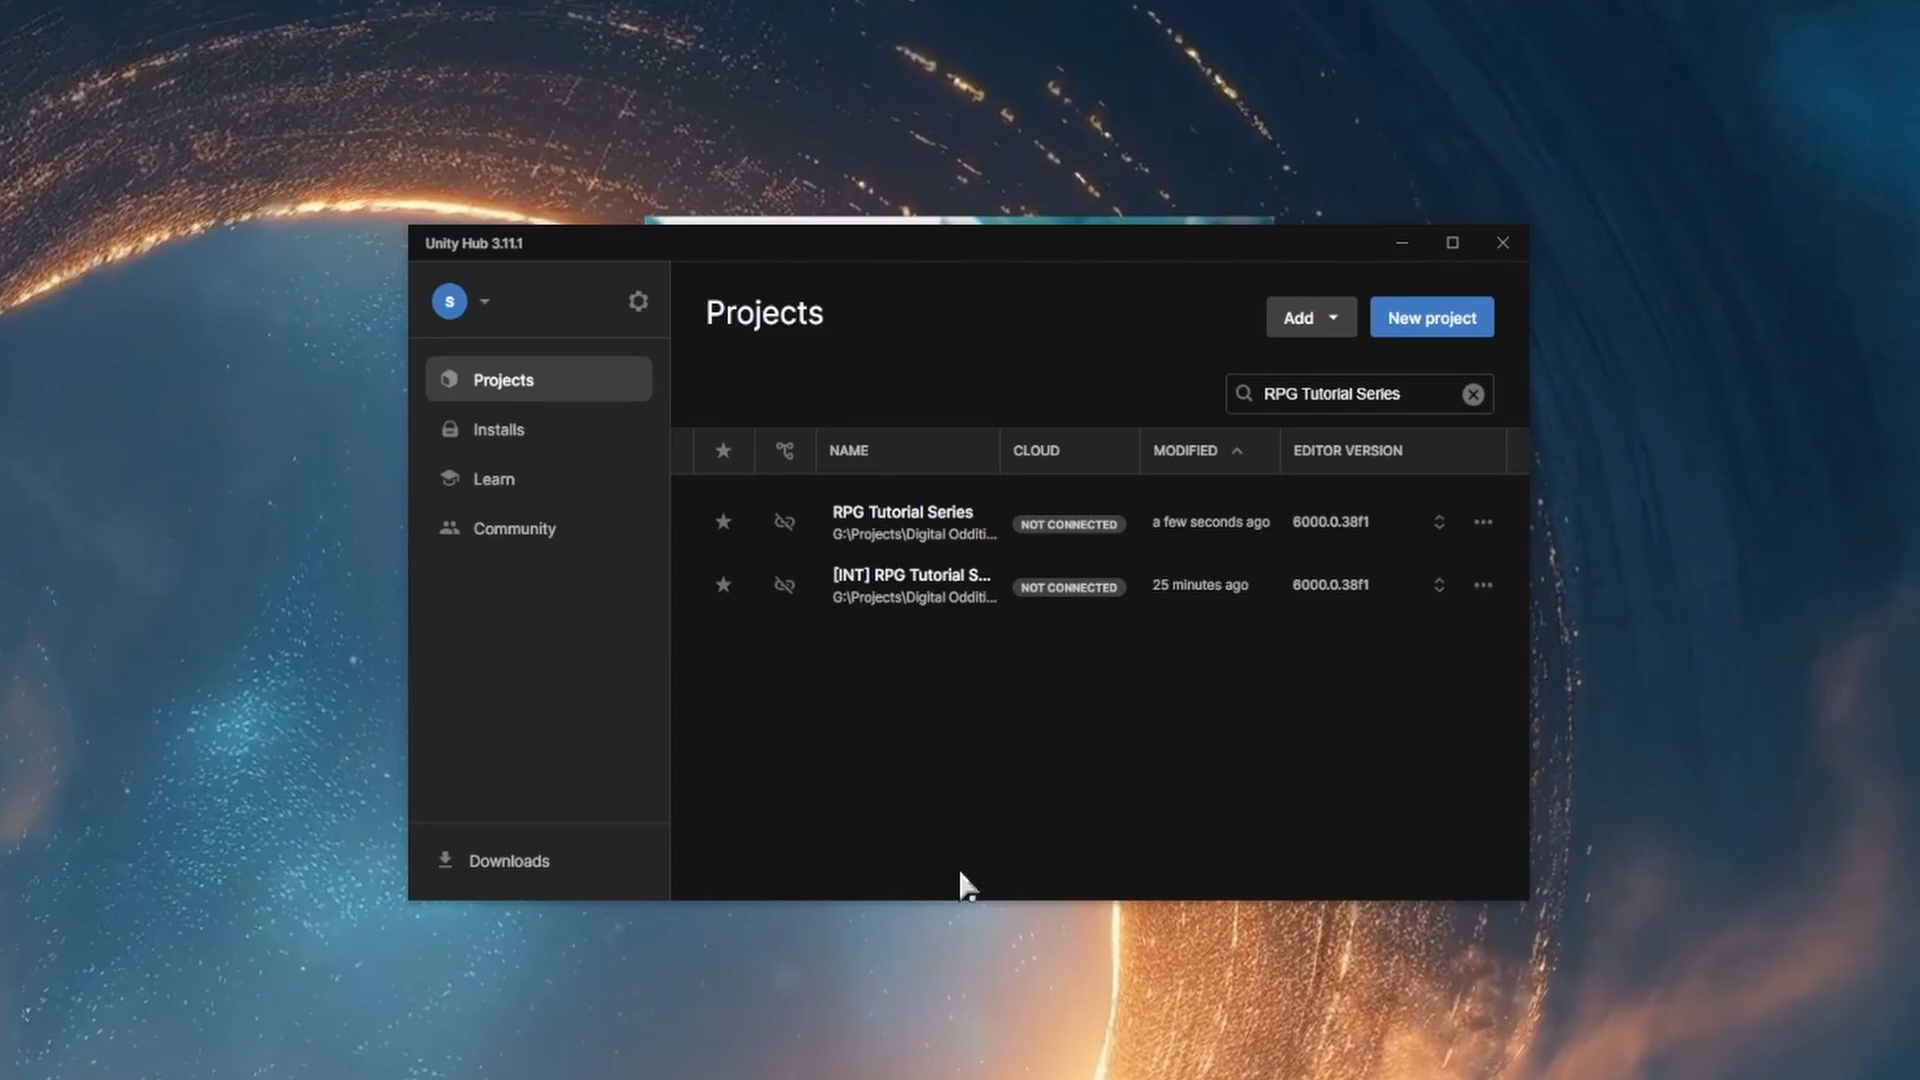 Unity Hub 3.11.1
S
Projects
Installs
Learn
Community
Downloads
Projects
Add
New project
RPG Tutorial Series
NAME
CLOUD
MODIFIED
EDITOR VERSION
RPG Tutorial Series
G:\Projects\Digital Odditi...
NOT CONNECTED
a few seconds ago
6000.0.38f1
[INT] RPG Tutorial S...
G:\Projects\Digital Odditi...
NOT CONNECTED
25 minutes ago
6000.0.38f1